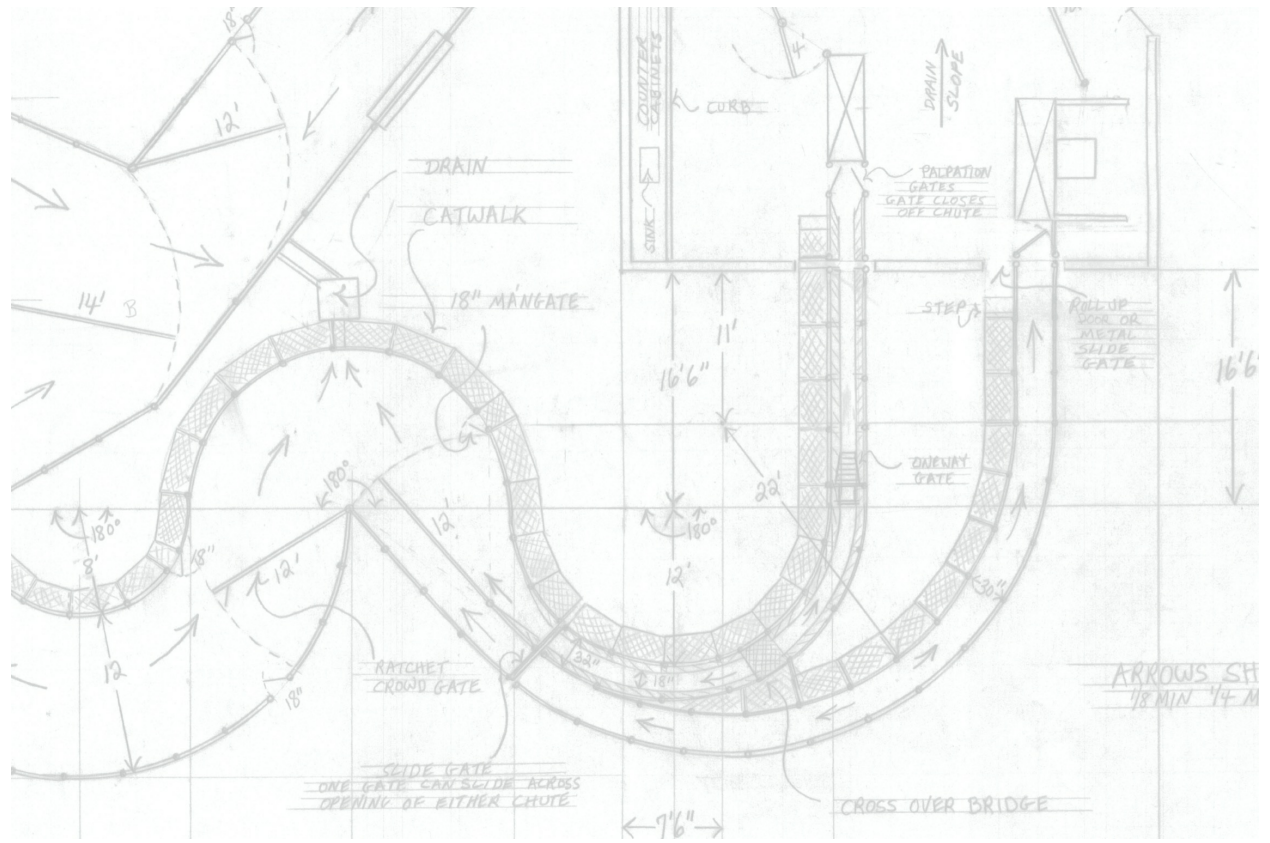 18"
12'
4'
COUNTER
CABINETS
CURB
DRAIN
SLOPE
DRAIN
PALPATION
GATES
GATE CLOSES
OFF CHUTE
CATWALK
SINK
14'
B
18" MANGATE
STEP
ROLL UP
DOOR OR
METAL
SLIDE
GATE
11'
16'6"
16'6
ONEWAY
GATE
180°
22'
12'
180°
180°
8'
18"
12'
12'
30"
12
RATCHET
CROWD GATE
32"
18"
18"
ARROWS SH
1/8 MIN 1/4 M
SLIDE GATE
ONE GATE CAN SLIDE ACROSS
OPENING OF EITHER CHUTE
CROSS OVER BRIDGE
7'6"